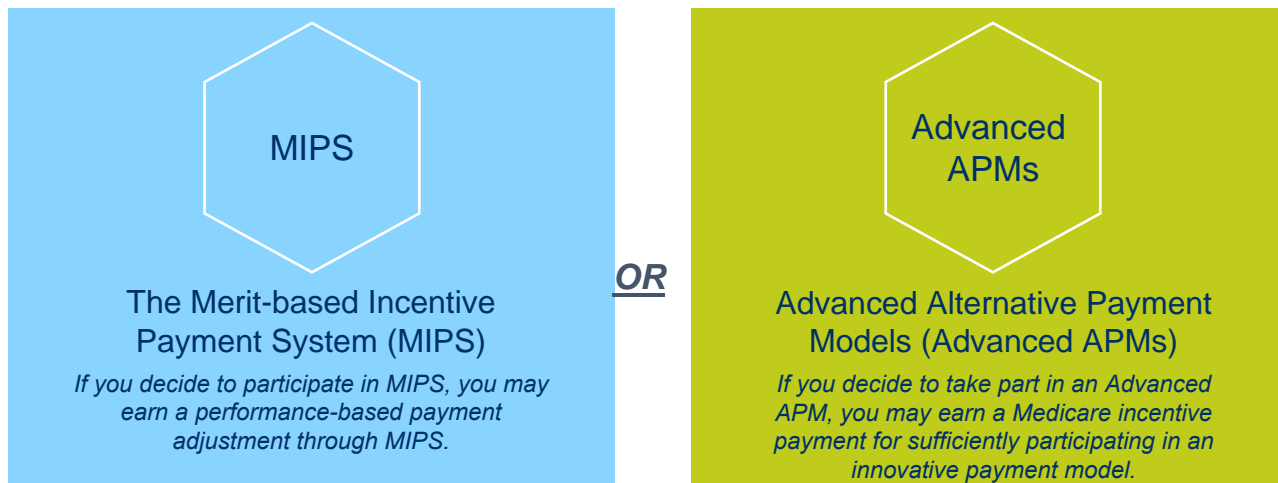 MIPS
The Merit-based Incentive
Payment System (MIPS)
If you decide to participate in MIPS, you may
earn a performance-based payment
adjustment through MIPS.
OR
Advanced
APMs
Advanced Alternative Payment
Models (Advanced APMs)
If you decide to take part in an Advanced
APM, you may earn a Medicare incentive
payment for sufficiently participating in an
innovative payment model.